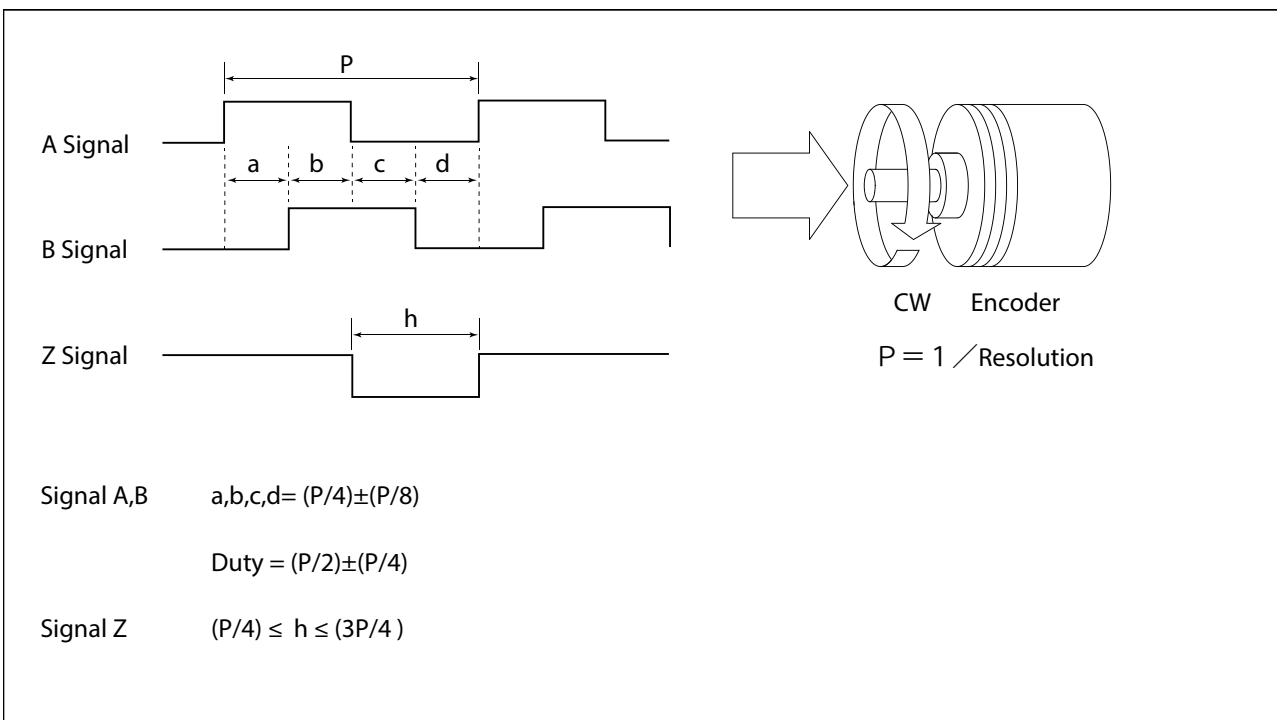 P
A Signal
a b c d
B Signal
h
Z Signal
CW Encoder
P = 1 ／Resolution
Signal A,B a,b,c,d= (P/4)±(P/8)
Duty = (P/2)±(P/4)
Signal Z (P/4) ≤ h ≤ (3P/4 )